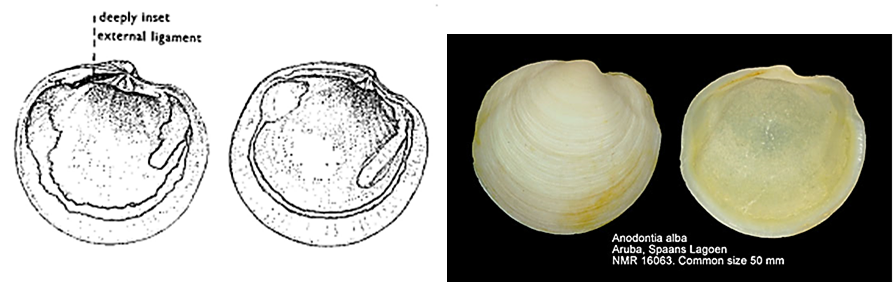 deeply inset
external ligament
Anodontia alba
Aruba, Spaans Lagoen
NMR 16063. Common size 50 mm